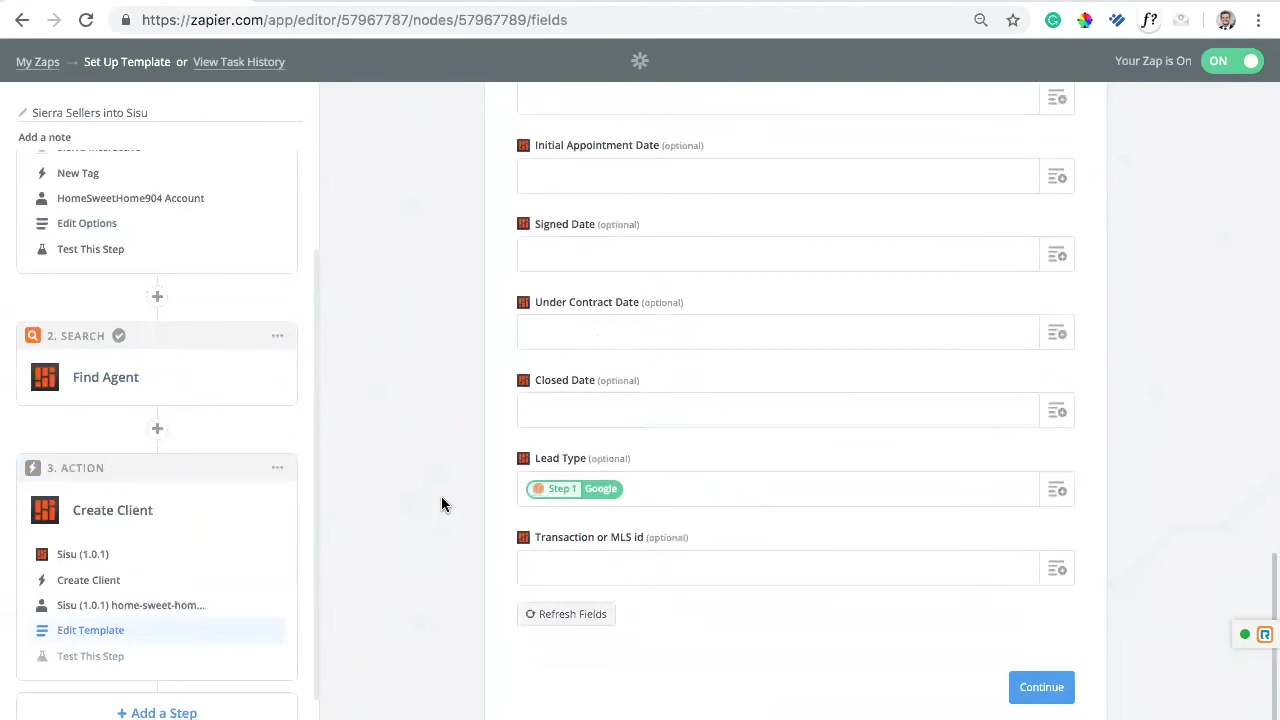 https://zapier.com/app/editor/57967787/nodes/57967789/fields
f?
My Zaps → Set Up Template or View Task History
Your Zap is On ON
Sierra Sellers into Sisu
Add a note
New Tag
HomeSweetHome904 Account
Edit Options
Test This Step
2. SEARCH
Find Agent
3. ACTION
Create Client
Sisu (1.0.1)
Create Client
Sisu (1.0.1) home-sweet-hom...
Edit Template
Test This Step
+ Add a Step
Initial Appointment Date (optional)
Signed Date (optional)
Under Contract Date (optional)
Closed Date (optional)
Lead Type (optional)
Step 1 Google
Transaction or MLS id (optional)
Refresh Fields
Continue